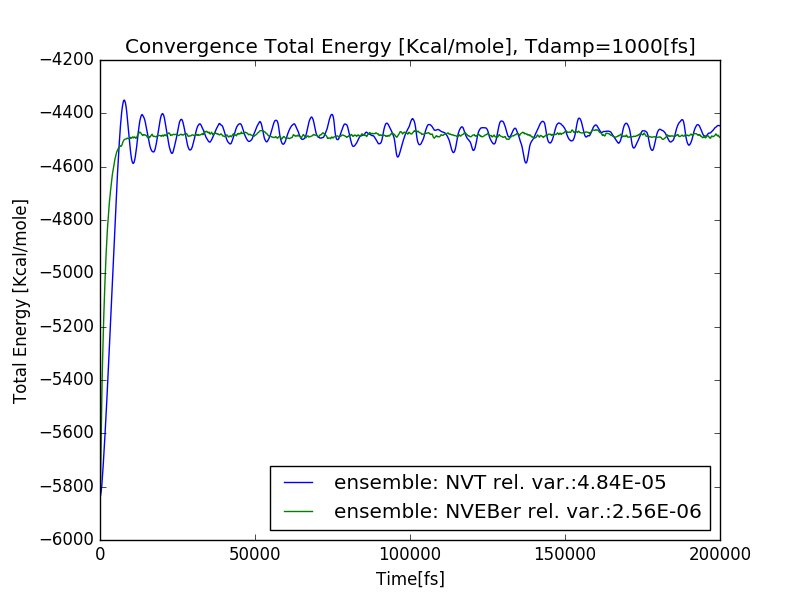 Convergence Total Energy [Kcal/mole], Tdamp=1000[fs]
Total Energy [Kcal/mole]
−4200
−4400
−4600
−4800
−5000
−5200
−5400
−5600
−5800
−6000
ensemble: NVT rel. var.:4.84E-05
ensemble: NVEBer rel. var.:2.56E-06
0 50000 100000 150000 200000
Time[fs]